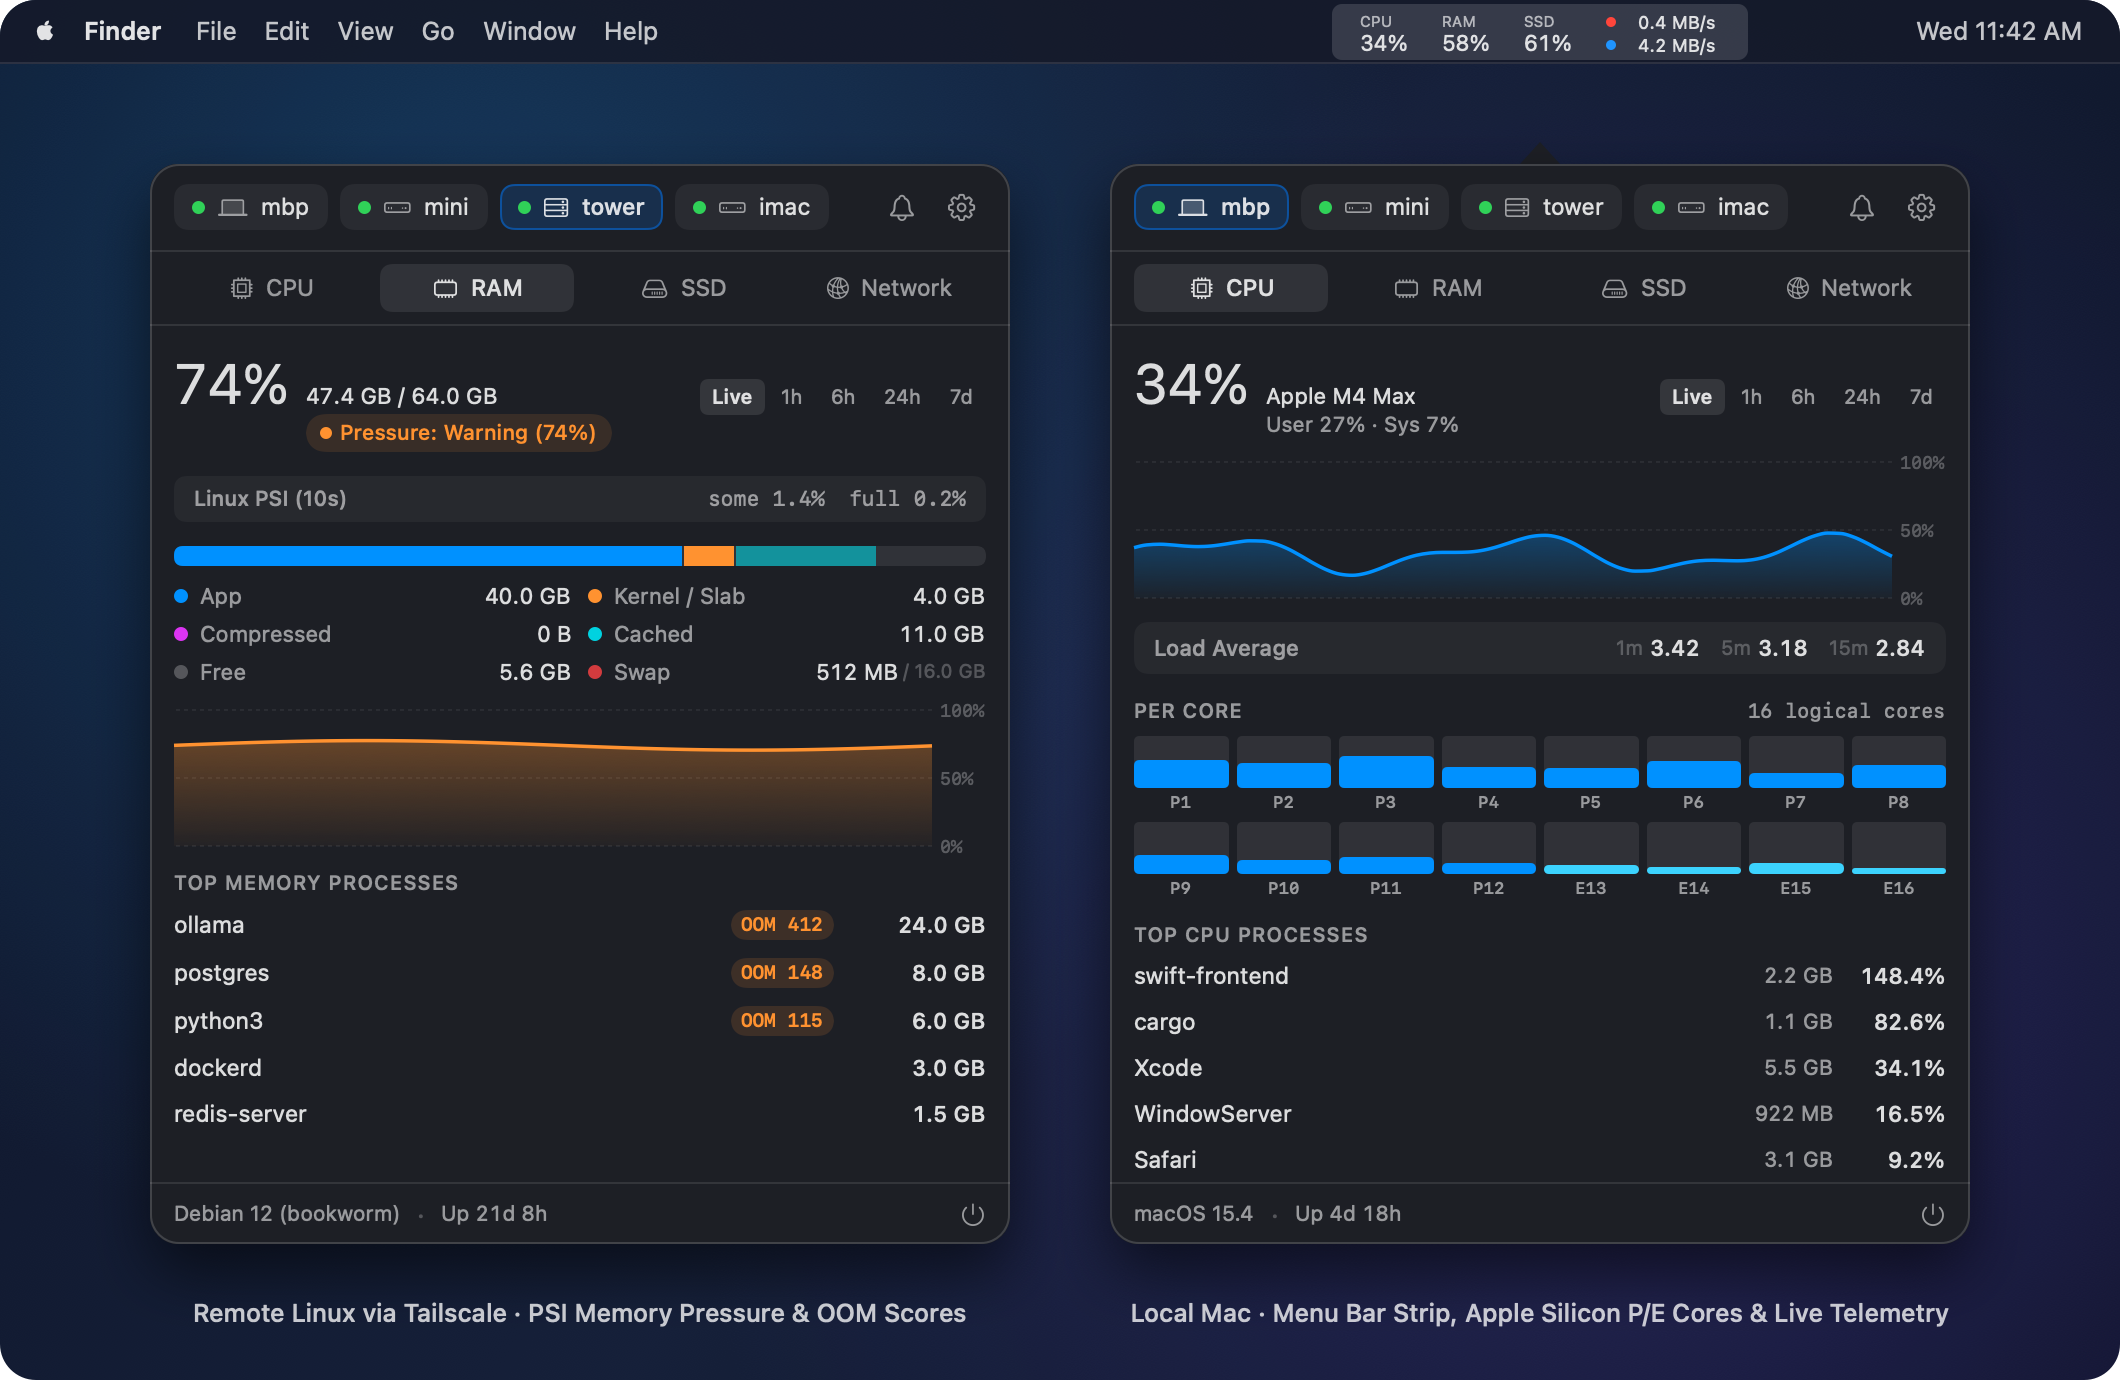 Finder File Edit View Go Window Help
CPU RAM SSD 0.4 MB/s
34% 58% 61% 4.2 MB/s
Wed 11:42 AM
mbp mini tower imac
CPU RAM SSD Network
74% 47.4 GB / 64.0 GB
Pressure: Warning (74%)
Live 1h 6h 24h 7d
Linux PSI (10s) some 1.4% full 0.2%
App 40.0 GB Kernel / Slab 4.0 GB
Compressed 0 B Cached 11.0 GB
Free 5.6 GB Swap 512 MB / 16.0 GB
100%
50%
0%
TOP MEMORY PROCESSES
ollama OOM 412 24.0 GB
postgres OOM 148 8.0 GB
python3 OOM 115 6.0 GB
dockerd 3.0 GB
redis-server 1.5 GB
Debian 12 (bookworm) · Up 21d 8h
Remote Linux via Tailscale · PSI Memory Pressure & OOM Scores
mbp mini tower imac
CPU RAM SSD Network
34% Apple M4 Max
User 27% · Sys 7%
Live 1h 6h 24h 7d
100%
50%
0%
Load Average 1m 3.42 5m 3.18 15m 2.84
PER CORE 16 logical cores
P1 P2 P3 P4 P5 P6 P7 P8
P9 P10 P11 P12 E13 E14 E15 E16
TOP CPU PROCESSES
swift-frontend 2.2 GB 148.4%
cargo 1.1 GB 82.6%
Xcode 5.5 GB 34.1%
WindowServer 922 MB 16.5%
Safari 3.1 GB 9.2%
macOS 15.4 · Up 4d 18h
Local Mac · Menu Bar Strip, Apple Silicon P/E Cores & Live Telemetry